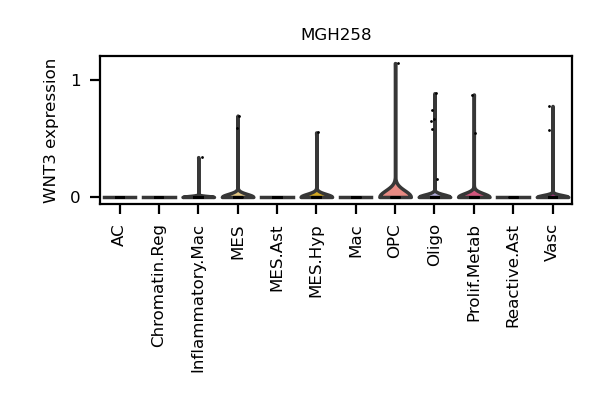 MGH258
WNT3 expression
1
0
AC
Chromatin.Reg
Inflammatory.Mac
MES
MES.Ast
MES.Hyp
Mac
OPC
Oligo
Prolif.Metab
Reactive.Ast
Vasc